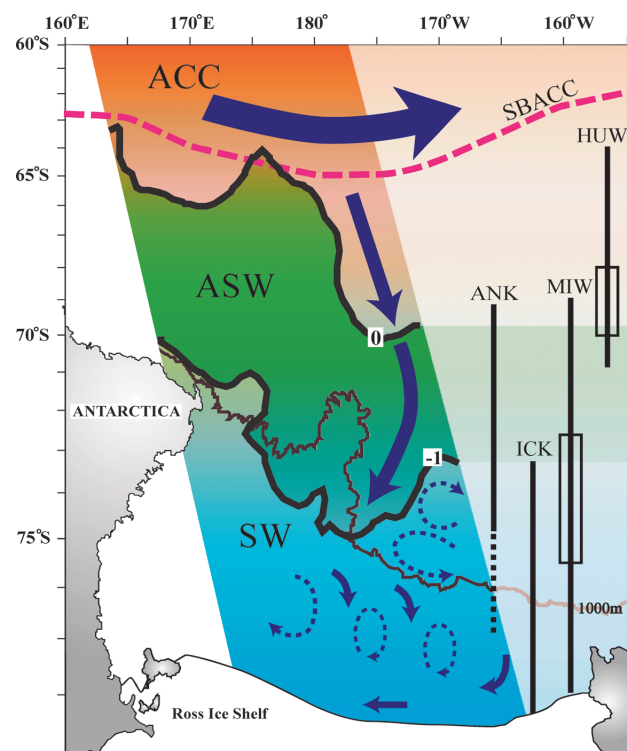 160°E 170°E 180° 170°W 160°W
60°S
ACC
SBACC
HUW
65°S
ASW
ANK
MIW
70°S
0
ANTARCTICA
ICK
-1
SW
75°S
1000m
Ross Ice Shelf